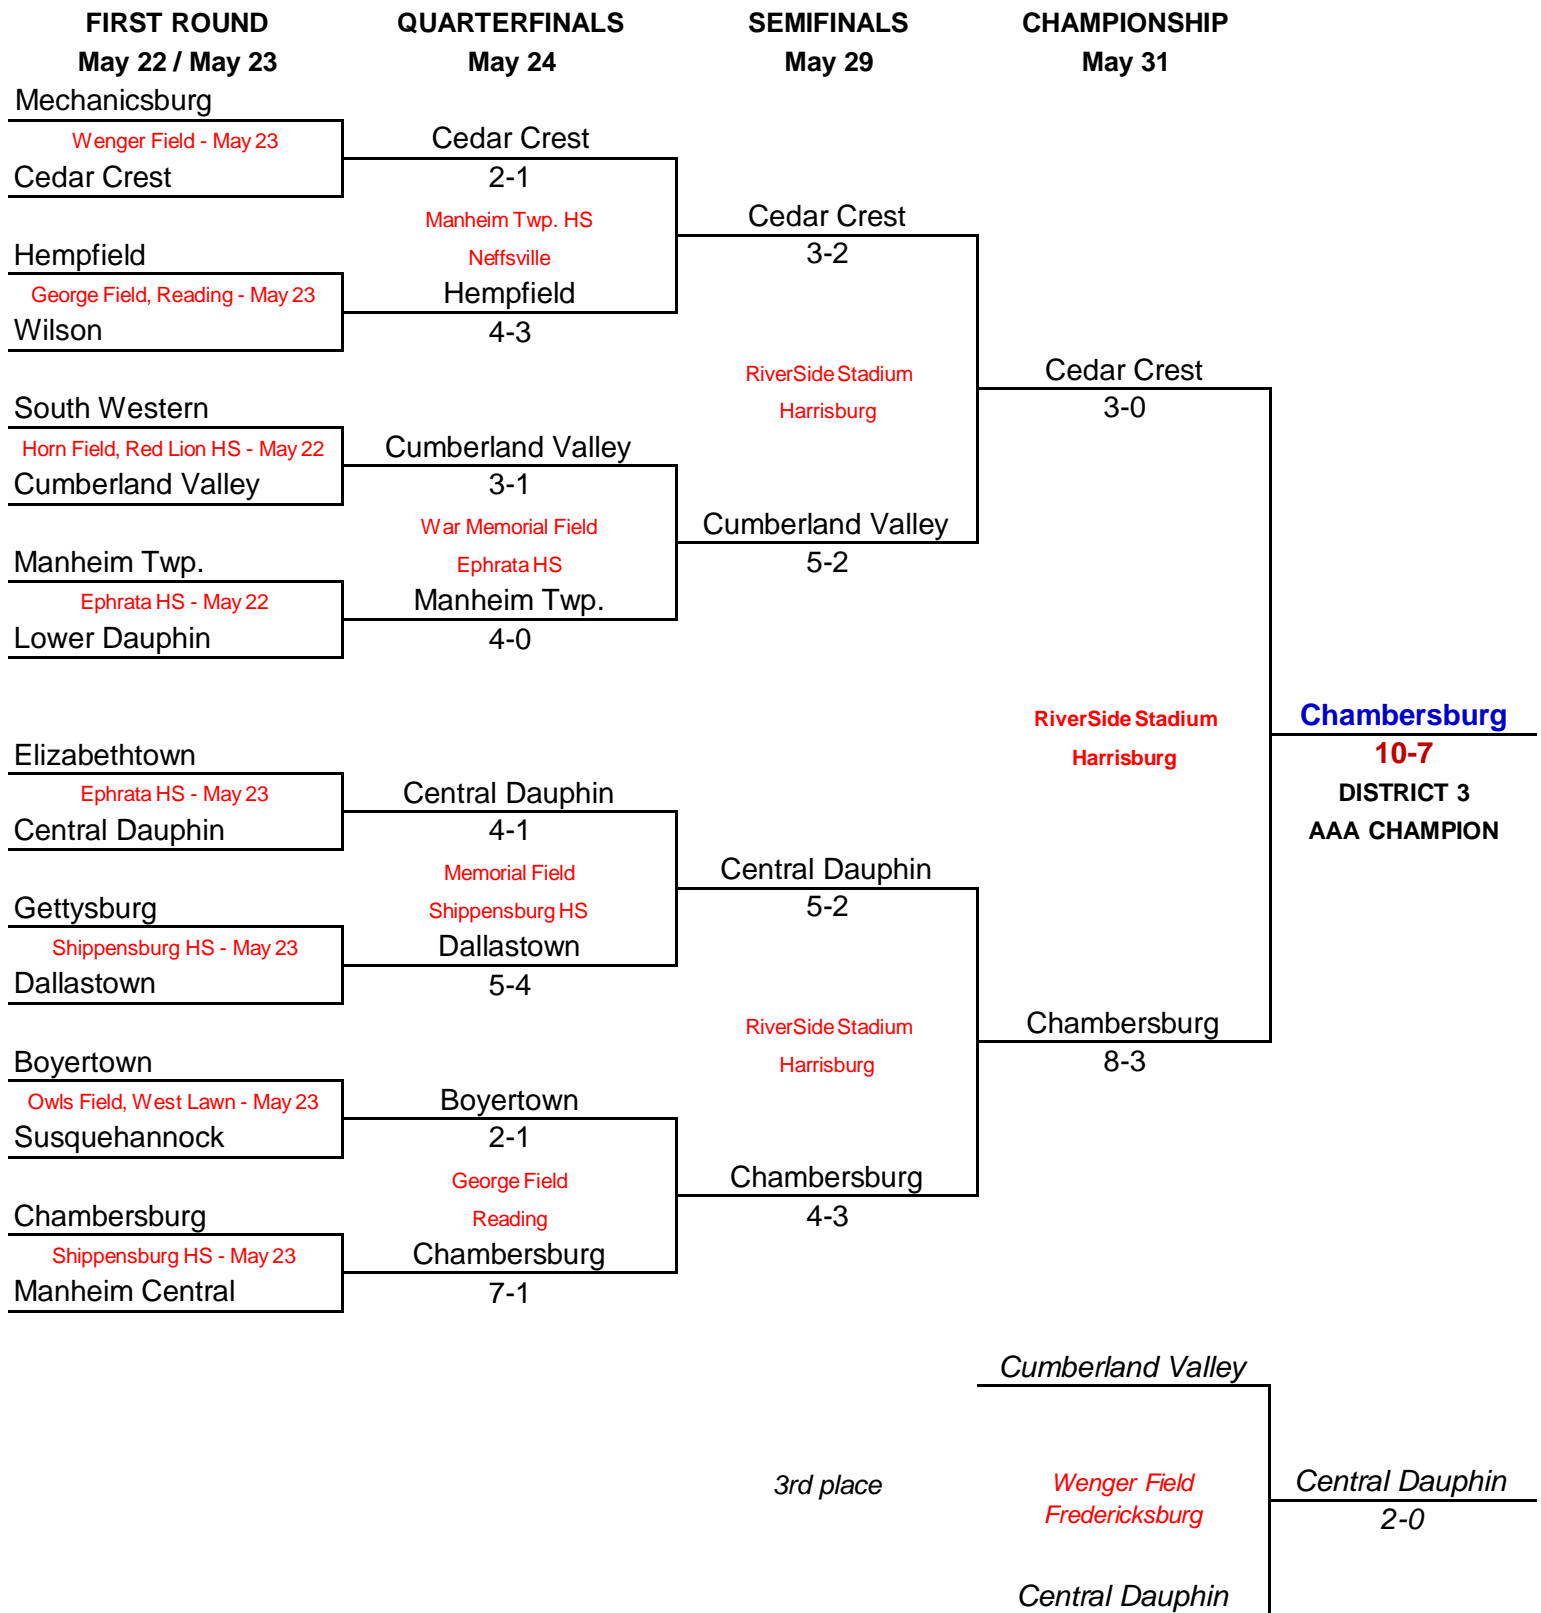 FIRST ROUND QUARTERFINALS SEMIFINALS CHAMPIONSHIP
May 22 / May 23 May 24 May 29 May 31
Mechanicsburg
Wenger Field - May 23 Cedar Crest
Cedar Crest 2-1
Manheim Twp. HS Cedar Crest
Hempfield Neffsville 3-2
George Field, Reading - May 23 Hempfield
Wilson 4-3
RiverSide Stadium Cedar Crest
South Western Harrisburg 3-0
Horn Field, Red Lion HS - May 22 Cumberland Valley
Cumberland Valley 3-1
War Memorial Field Cumberland Valley
Manheim Twp. Ephrata HS 5-2
Ephrata HS - May 22 Manheim Twp.
Lower Dauphin 4-0
RiverSide Stadium Chambersburg
Elizabethtown Harrisburg 10-7
Ephrata HS - May 23 Central Dauphin DISTRICT 3
Central Dauphin 4-1 AAA CHAMPION
Memorial Field Central Dauphin
Gettysburg Shippensburg HS 5-2
Shippensburg HS - May 23 Dallastown
Dallastown 5-4
RiverSide Stadium Chambersburg
Boyertown Harrisburg 8-3
Owls Field, West Lawn - May 23 Boyertown
Susquehannock 2-1
George Field Chambersburg
Chambersburg Reading 4-3
Shippensburg HS - May 23 Chambersburg
Manheim Central 7-1
Cumberland Valley
3rd place Wenger Field Central Dauphin
Fredericksburg 2-0
Central Dauphin